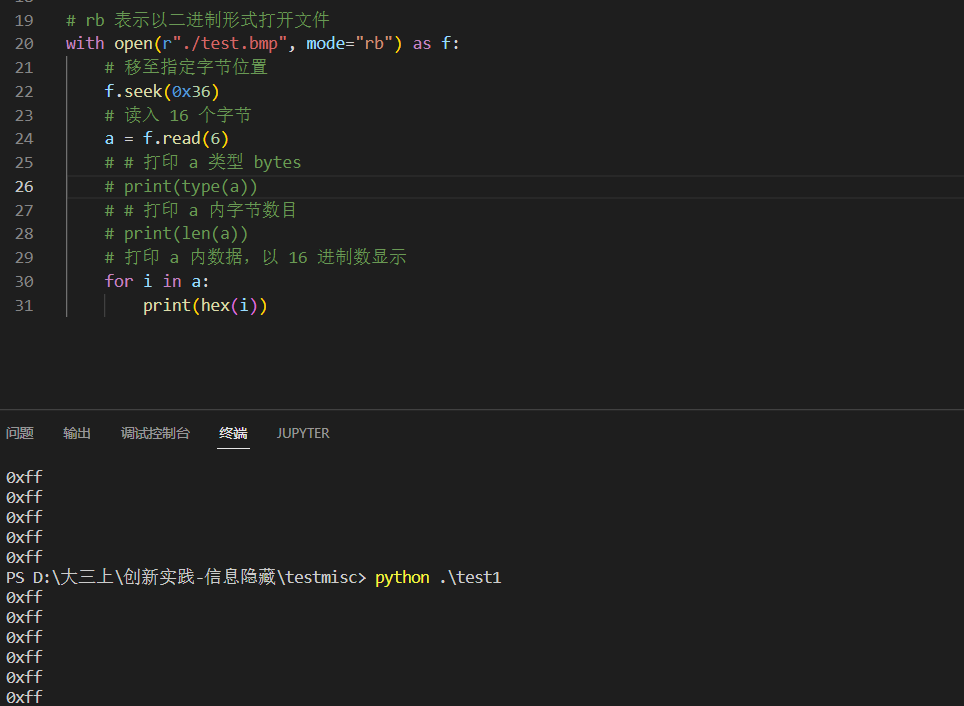 19 # rb 表示以二进制形式打开文件
20 with open(r"./test.bmp", mode="rb") as f:
21 # 移至指定字节位置
22 f.seek(0x36)
23 # 读入 16 个字节
24 a = f.read(6)
25 # # 打印 a 类型 bytes
26 # print(type(a))
27 # # 打印 a 内字节数目
28 # print(len(a))
29 # 打印 a 内数据，以 16 进制数显示
30 for i in a:
31 print(hex(i))
问题 输出 调试控制台 终端 JUPYTER
0xff
0xff
0xff
0xff
0xff
PS D:\大三上\创新实践-信息隐藏\testmisc> python .\test1
0xff
0xff
0xff
0xff
0xff
0xff